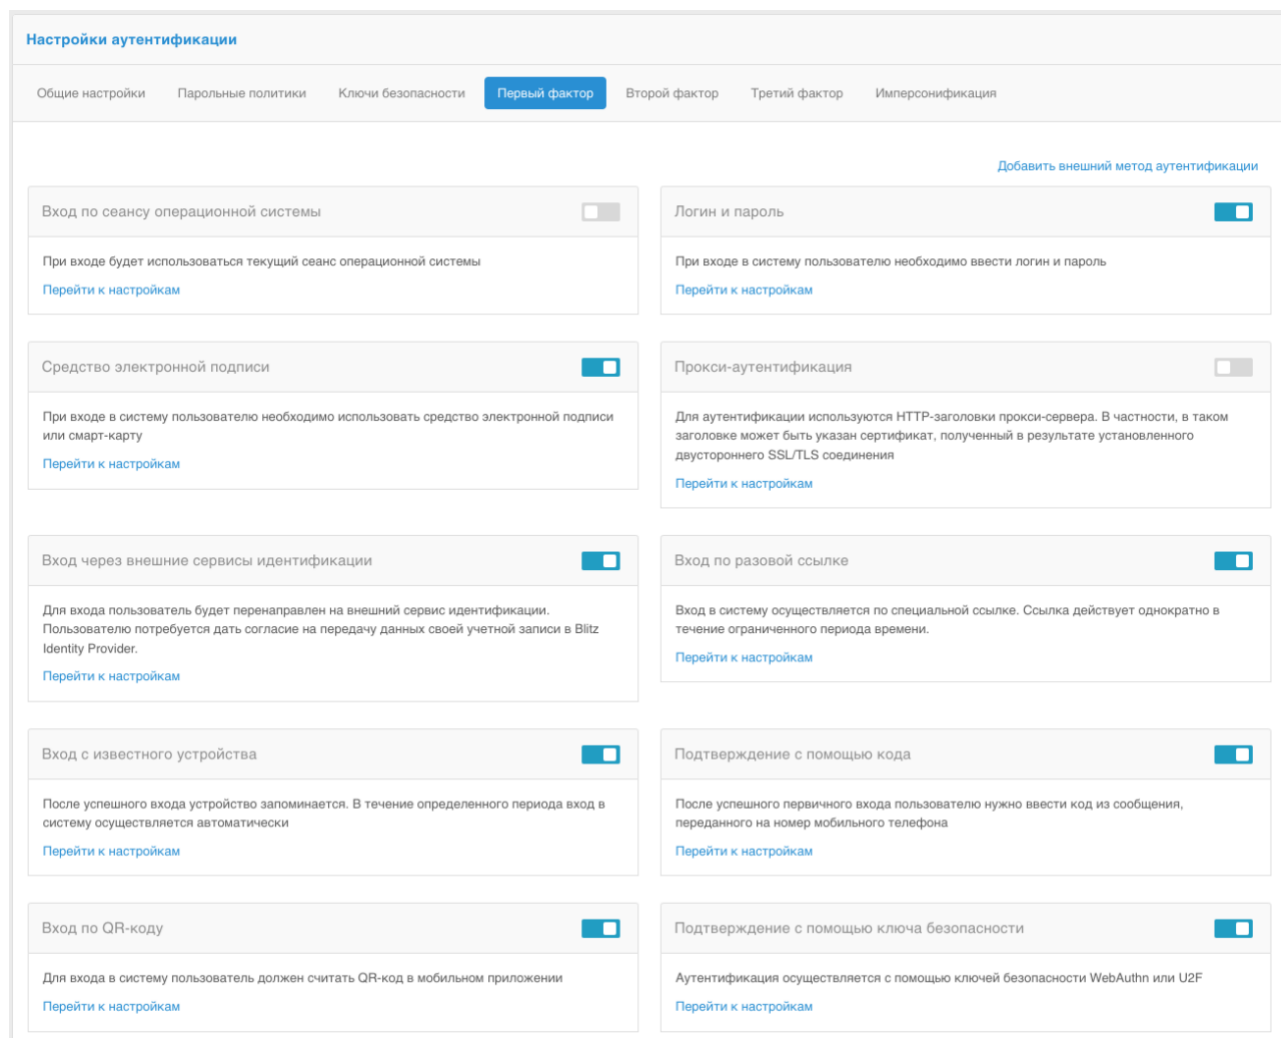 Настройки аутентификации
Общие настройки
Парольные политики
Ключи безопасности
Первый фактор
Второй фактор
Третий фактор
Имперсонификация
Добавить внешний метод аутентификации
Вход по сеансу операционной системы
При входе будет использоваться текущий сеанс операционной системы
Перейти к настройкам
Логин и пароль
При входе в систему пользователю необходимо ввести логин и пароль
Перейти к настройкам
Средство электронной подписи
При входе в систему пользователю необходимо использовать средство электронной подписи
или смарт-карту
Перейти к настройкам
Прокси-аутентификация
Для аутентификации используются HTTP-заголовки прокси-сервера. В частности, в таком
заголовке может быть указан сертификат, полученный в результате установленного
двустороннего SSL/TLS соединения
Перейти к настройкам
Вход через внешние сервисы идентификации
Для входа пользователь будет перенаправлен на внешний сервис идентификации.
Пользователю потребуется дать согласие на передачу данных своей учетной записи в Blitz
Identity Provider.
Перейти к настройкам
Вход по разовой ссылке
Вход в систему осуществляется по специальной ссылке. Ссылка действует однократно в
течение ограниченного периода времени.
Перейти к настройкам
Вход с известного устройства
После успешного входа устройство запоминается. В течение определенного периода вход в
систему осуществляется автоматически
Перейти к настройкам
Подтверждение с помощью кода
После успешного первичного входа пользователю нужно ввести код из сообщения,
переданного на номер мобильного телефона
Перейти к настройкам
Вход по QR-коду
Для входа в систему пользователь должен считать QR-код в мобильном приложении
Перейти к настройкам
Подтверждение с помощью ключа безопасности
Аутентификация осуществляется с помощью ключей безопасности WebAuthn или U2F
Перейти к настройкам